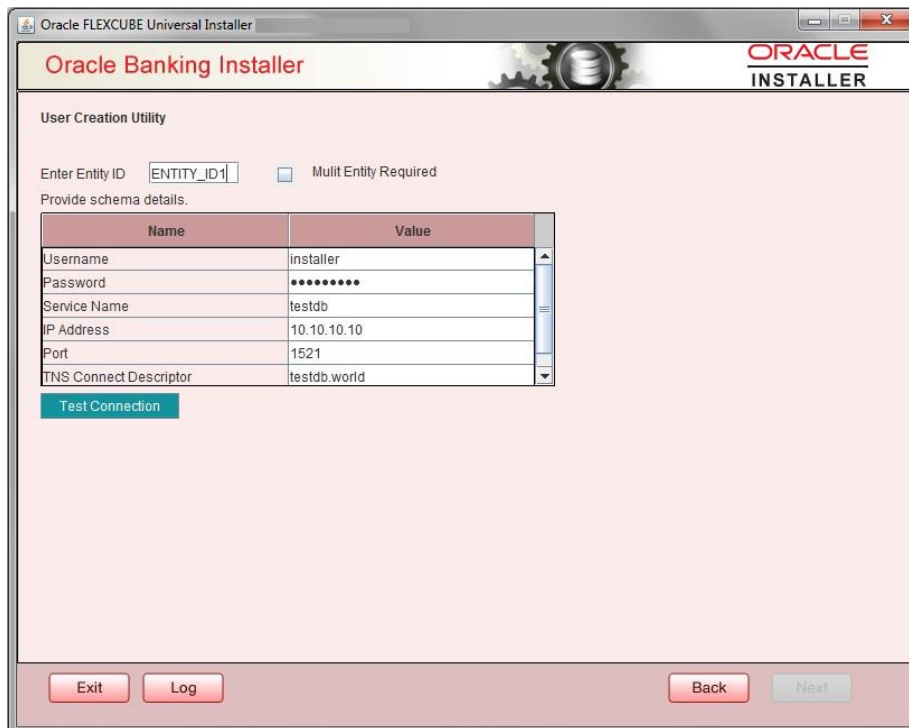 Oracle FLEXCUBE Universal Installer
Oracle Banking Installer
ORACLE
INSTALLER
User Creation Utility
Enter Entity ID ENTITY_ID1 Mulit Entity Required
Provide schema details.
Name Value
Username installer
Password •••••••••
Service Name testdb
IP Address 10.10.10.10
Port 1521
TNS Connect Descriptor testdb.world
Test Connection
Exit Log Back Next